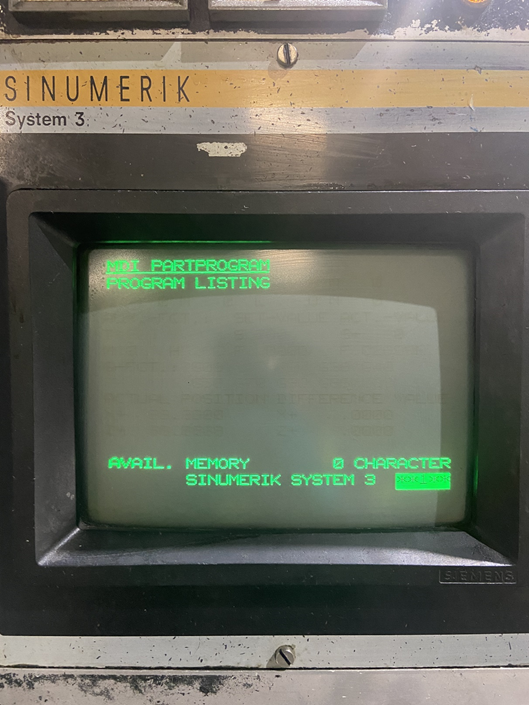 SINUMERIK
System 3
MDI PARTPROGRAM
PROGRAM LISTING
AVAIL. MEMORY 0 CHARACTER
SINUMERIK SYSTEM 3
SIEMENS